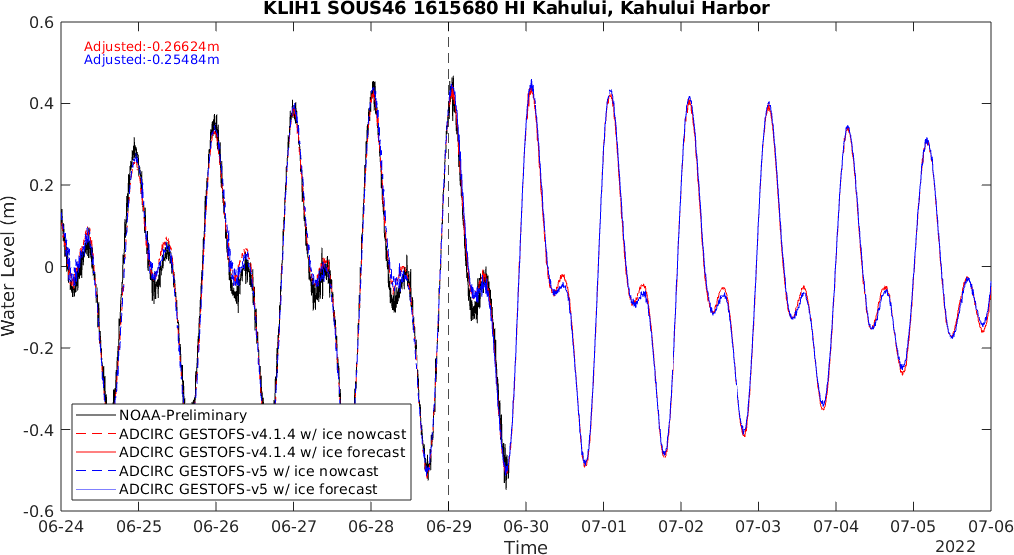 KLIH1 SOUS46 1615680 HI Kahului, Kahului Harbor
Adjusted:-0.26624m
Adjusted:-0.25484m
Water Level (m)
0.6
0.4
0.2
0
-0.2
-0.4
-0.6
NOAA-Preliminary
ADCIRC GESTOFS-v4.1.4 w/ ice nowcast
ADCIRC GESTOFS-v4.1.4 w/ ice forecast
ADCIRC GESTOFS-v5 w/ ice nowcast
ADCIRC GESTOFS-v5 w/ ice forecast
06-24 06-25 06-26 06-27 06-28 06-29 06-30 07-01 07-02 07-03 07-04 07-05 07-06
Time
2022